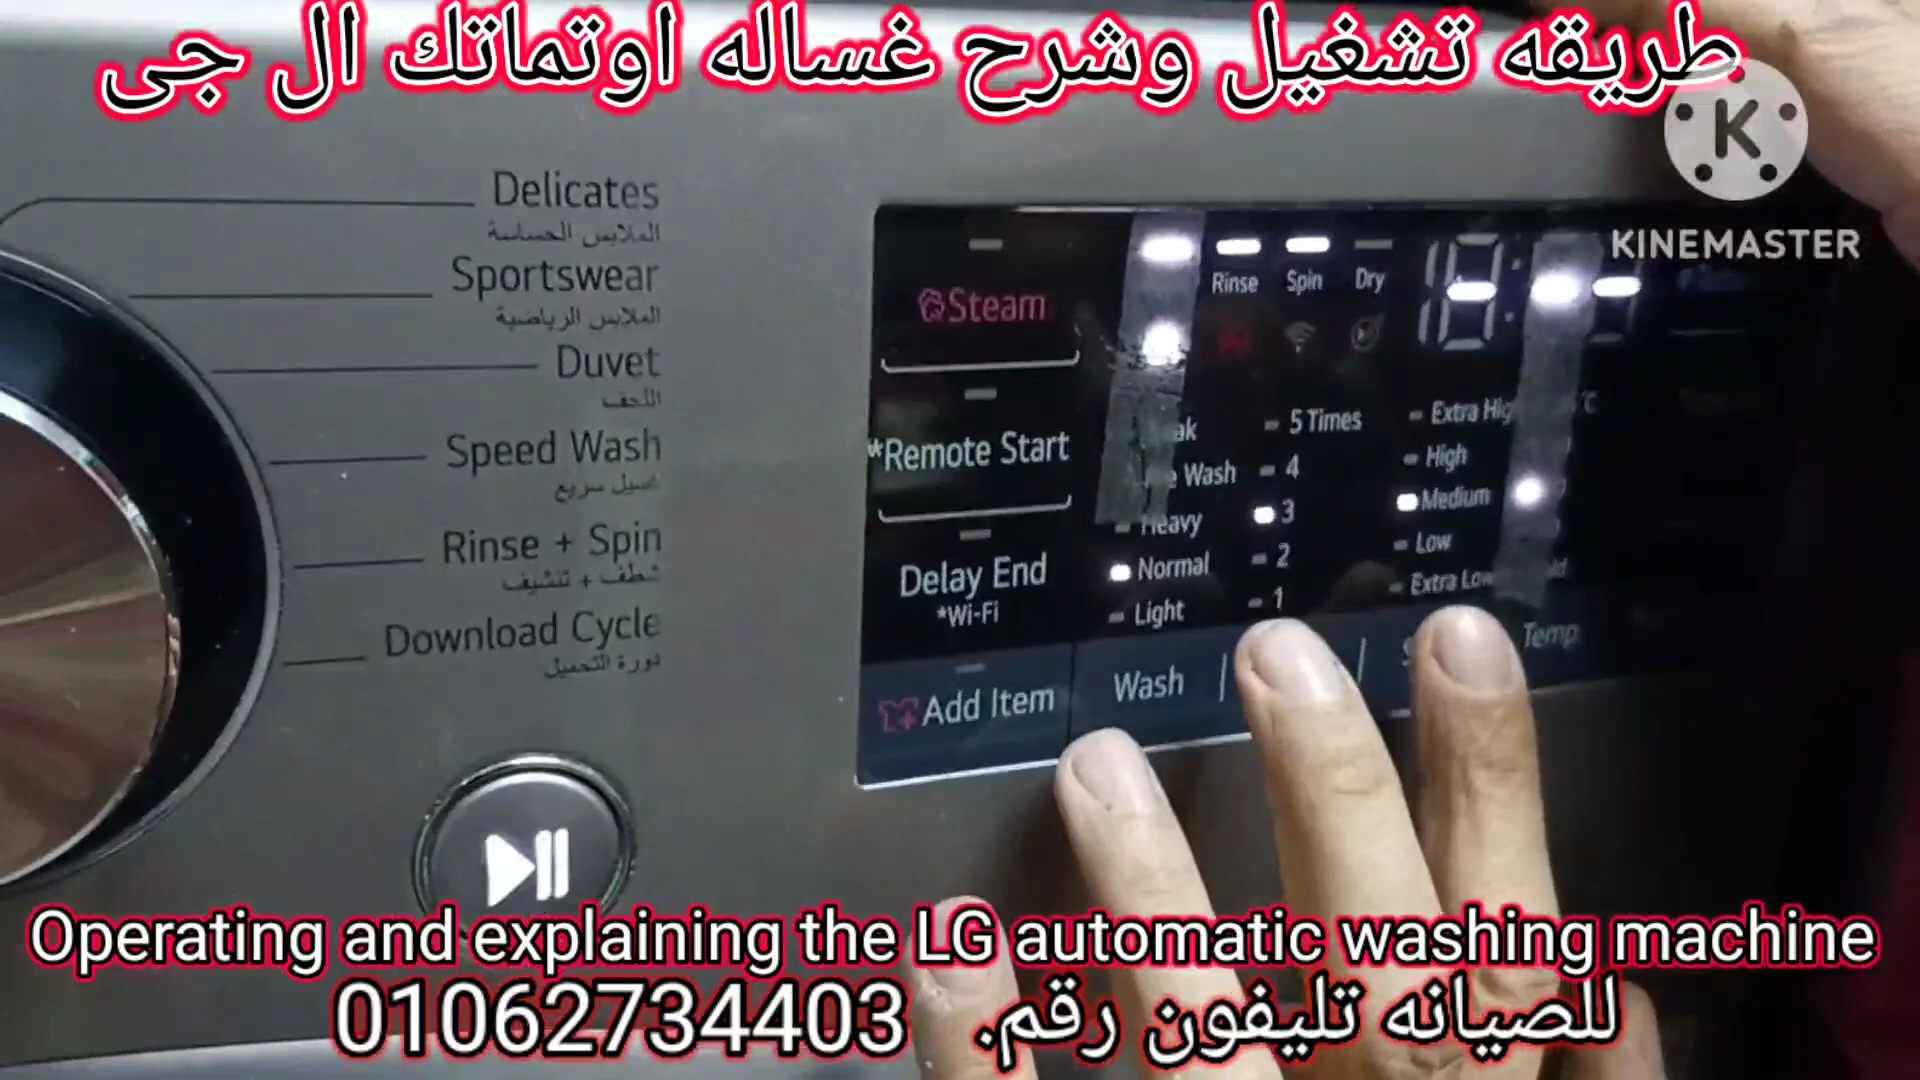 طريقه تشغيل وشرح غساله اوتماتك ال جى
KINEMASTER
Delicates
الملابس الحساسة
Sportswear
الملابس الرياضية
Duvet
اللحف
Speed Wash
غسيل سريع
Rinse + Spin
شطف + تنشيف
Download Cycle
دورة التحميل
Steam
*Remote Start
Delay End
*Wi-Fi
Add Item
Rinse Spin Dry
Wash
Heavy
Normal
Light
Wash
5 Times
4
3
2
1
High
Medium
Low
Extra Low
Temp
Operating and explaining the LG automatic washing machine
للصيانه تليفون رقم. 01062734403